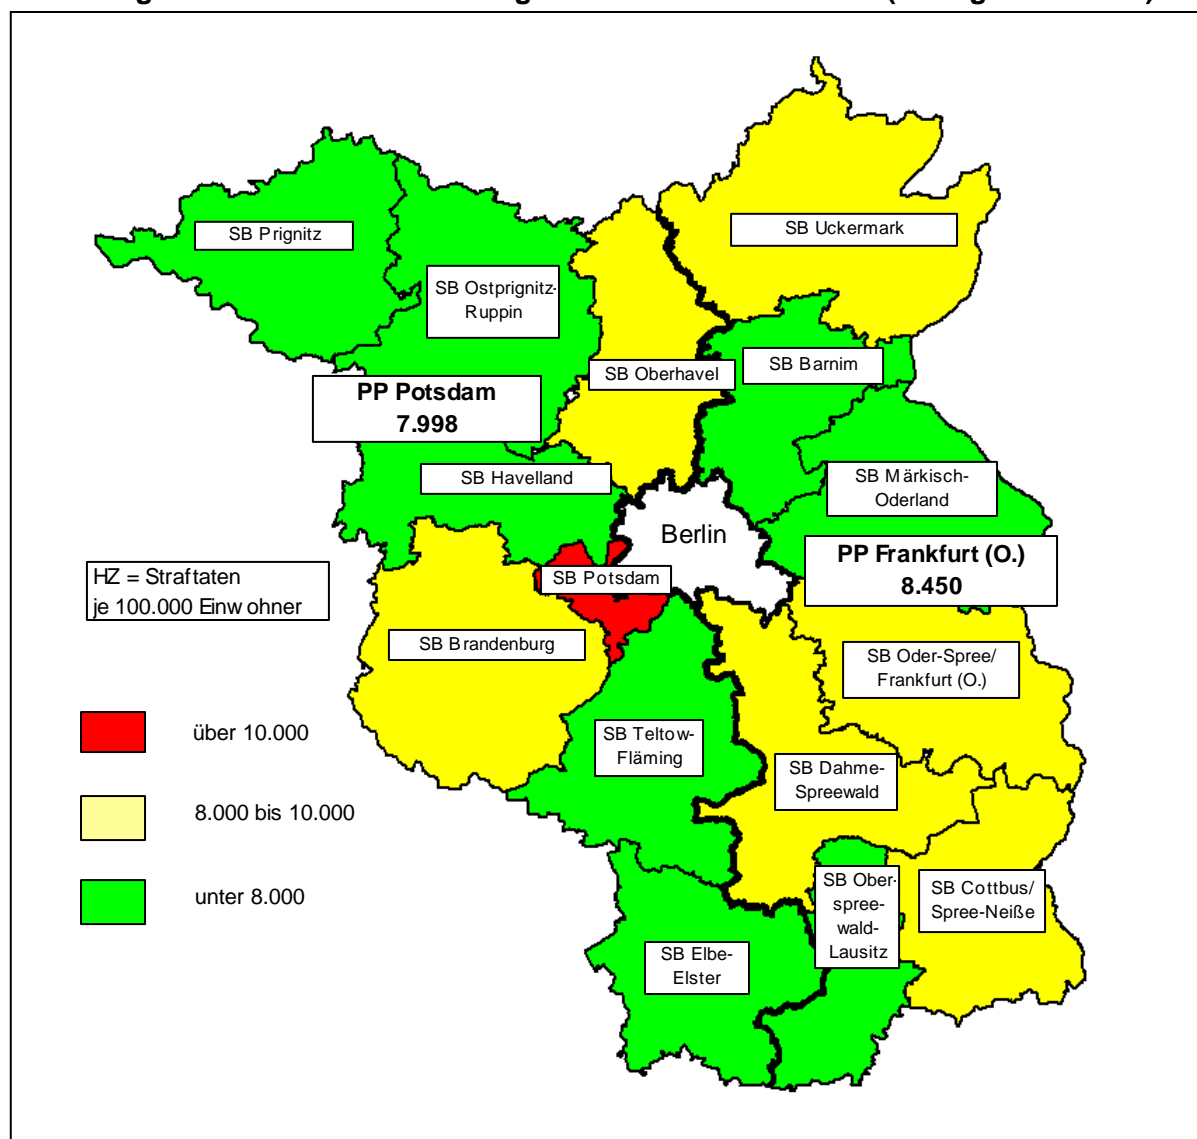 SB Uckermark
SB Prignitz
SB Ostprignitz-
Ruppin
SB Barnim
SB Oberhavel
PP Potsdam
7.998
SB Havelland
SB Märkisch-
Oderland
Berlin
PP Frankfurt (O.)
8.450
HZ = Straftaten
je 100.000 Einwohner
SB Potsdam
SB Brandenburg
SB Oder-Spree/
Frankfurt (O.)
über 10.000
SB Teltow-
Fläming
SB Dahme-
Spreewald
8.000 bis 10.000
unter 8.000
SB Ober-
spree-
wald-
Lausitz
SB Cottbus/
Spree-Neiße
SB Elbe-
Elster